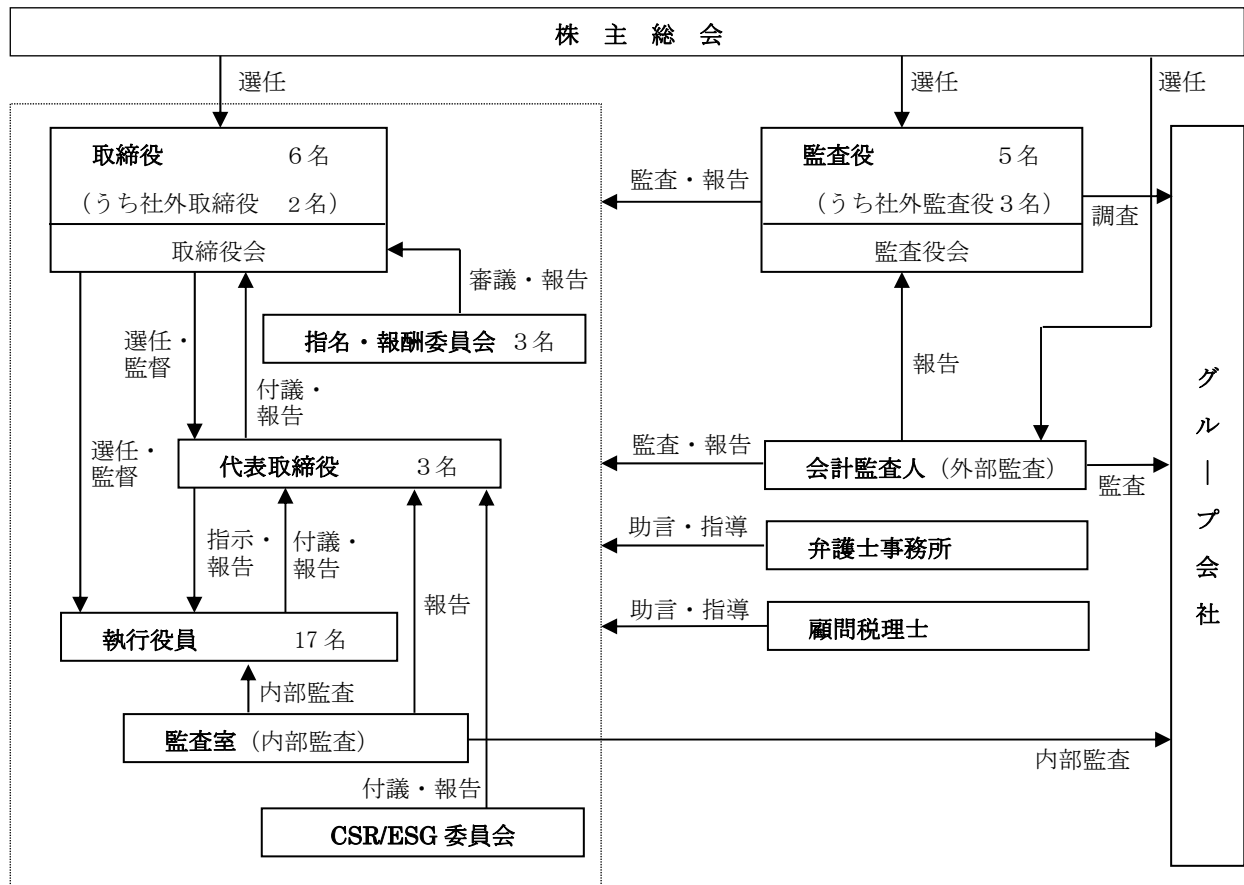 株 主 総 会
選任
選任
選任
取締役 6名
(うち社外取締役 2名)
取締役会
監査役 5名
(うち社外監査役3名)
監査役会
監査・報告
調査
審議・報告
指名・報酬委員会 3名
選任・
監督
付議・
報告
報告
選任・
監督
代表取締役 3名
監査・報告
会計監査人(外部監査)
監査
指示・
報告
付議・
報告
助言・指導
弁護士事務所
報告
助言・指導
顧問税理士
執行役員 17名
内部監査
監査室(内部監査)
内部監査
付議・報告
CSR/ESG 委員会
グループ会社